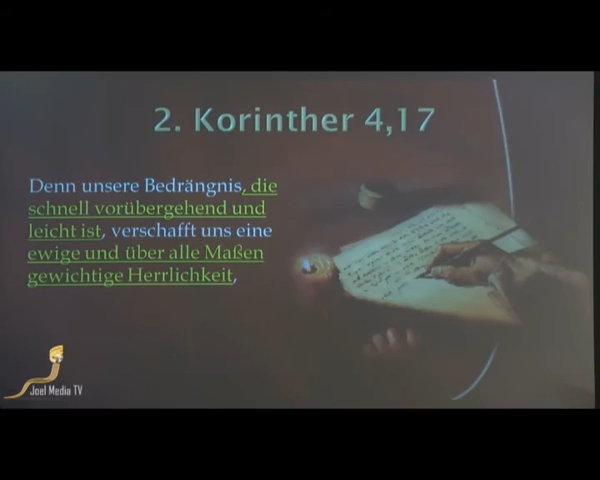 2. Korinther 4,17
Denn unsere Bedrängnis, die
schnell vorübergehend und
leicht ist, verschafft uns eine
ewige und über alle Maßen
gewichtige Herrlichkeit,
Joel Media TV